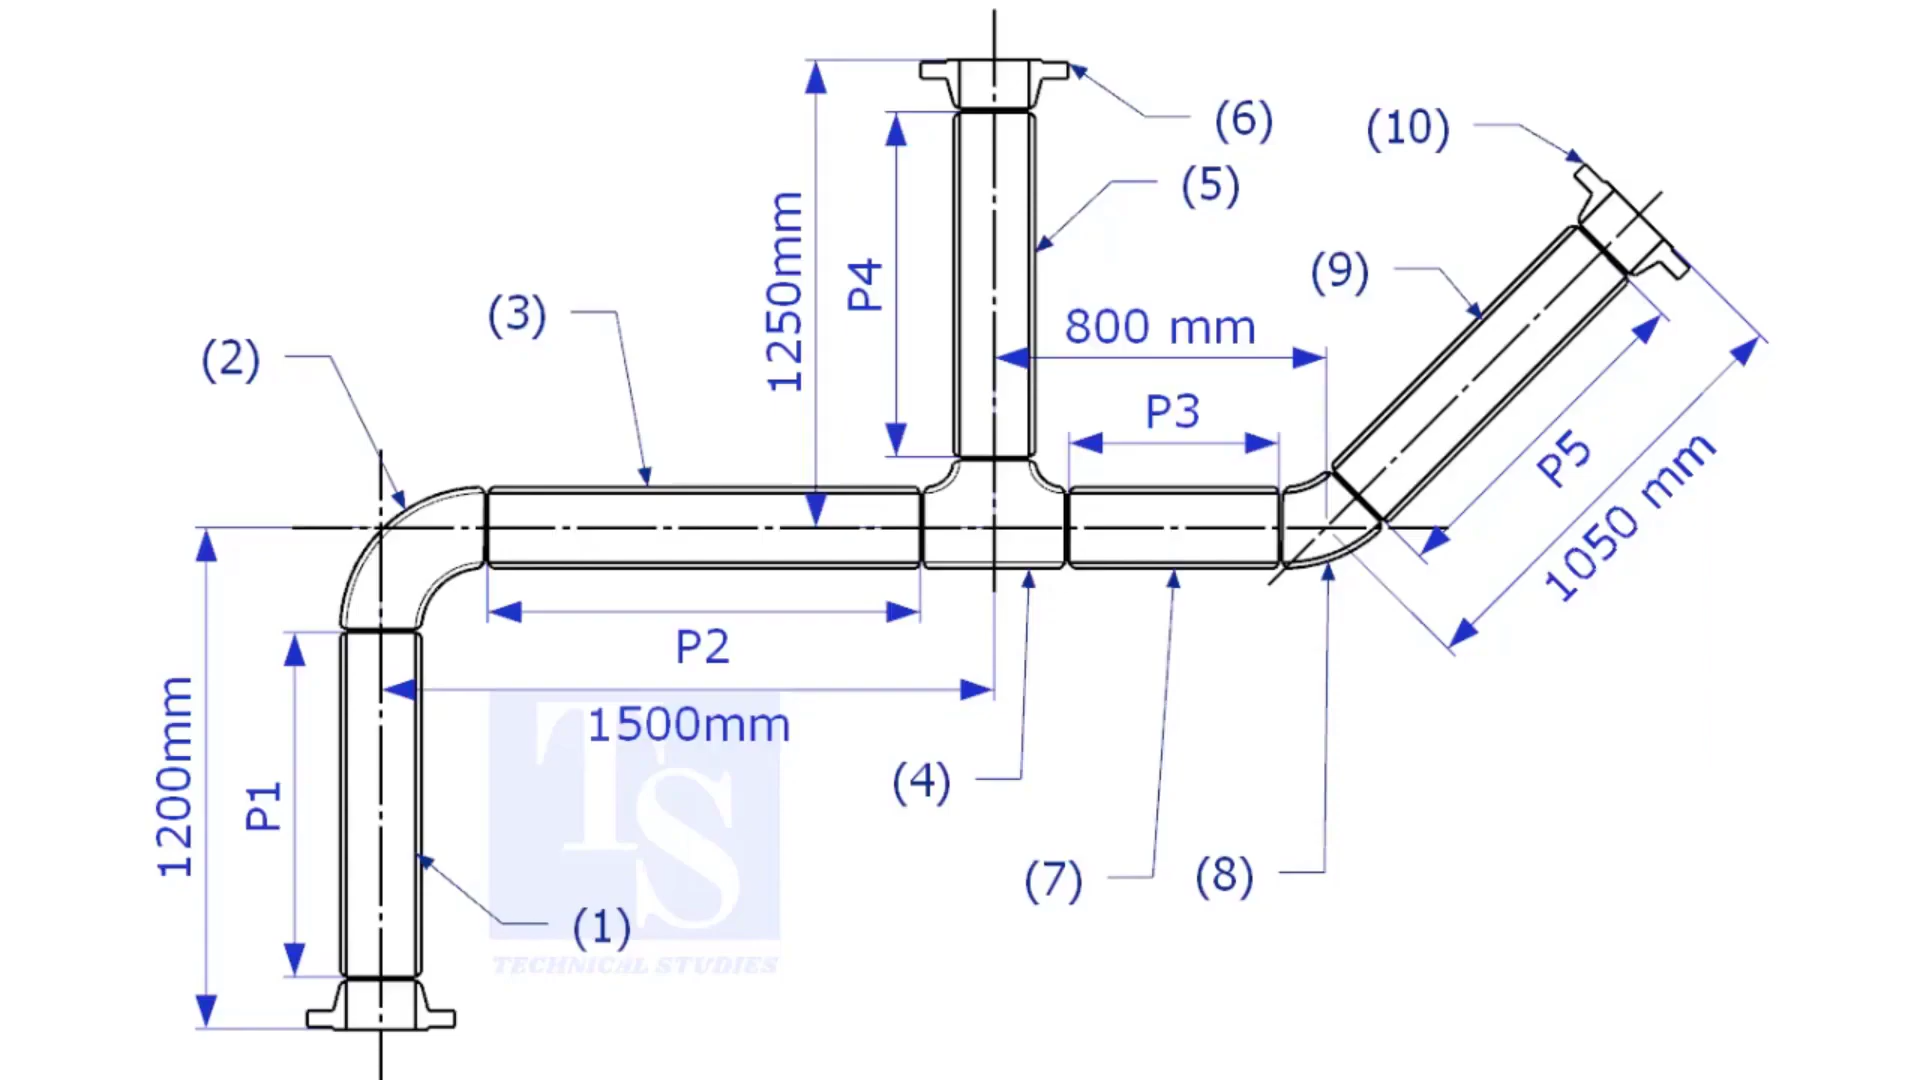 (6)
(10)
(5)
1250mm
P4
(9)
(3)
800 mm
(2)
P3
P5
1050 mm
P2
1500mm
1200mm
P1
(4)
(7)
(8)
(1)
TS
TECHNICAL STUDIES